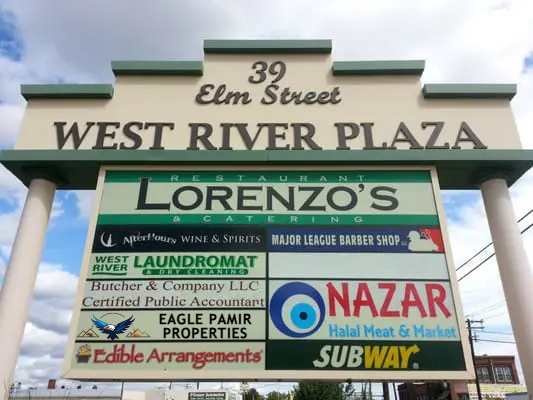 39
Elm Street
WEST RIVER PLAZA
RESTAURANT
LORENZO'S
& CATERING
AfterHours WINE & SPIRITS
MAJOR LEAGUE BARBER SHOP LLC
WEST RIVER LAUNDROMAT
& DRY CLEANING
Butcher & Company LLC
Certified Public Accountant
NAZAR
Halal Meat & Market
EAGLE PAMIR
PROPERTIES
Edible Arrangements
SUBWAY